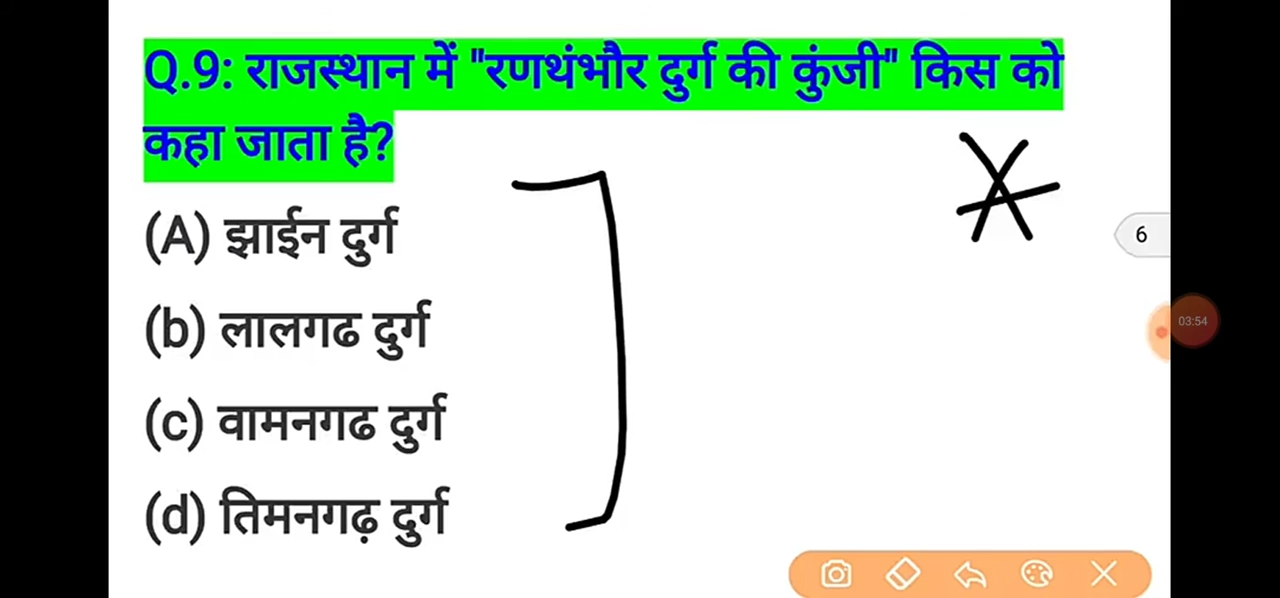 Q.9: राजस्थान में "रणथंभौर दुर्ग की कुंजी" किस को
कहा जाता है?
(A) झाईन दुर्ग
(b) लालगढ दुर्ग
(c) वामनगढ दुर्ग
(d) तिमनगढ़ दुर्ग
6
03:54